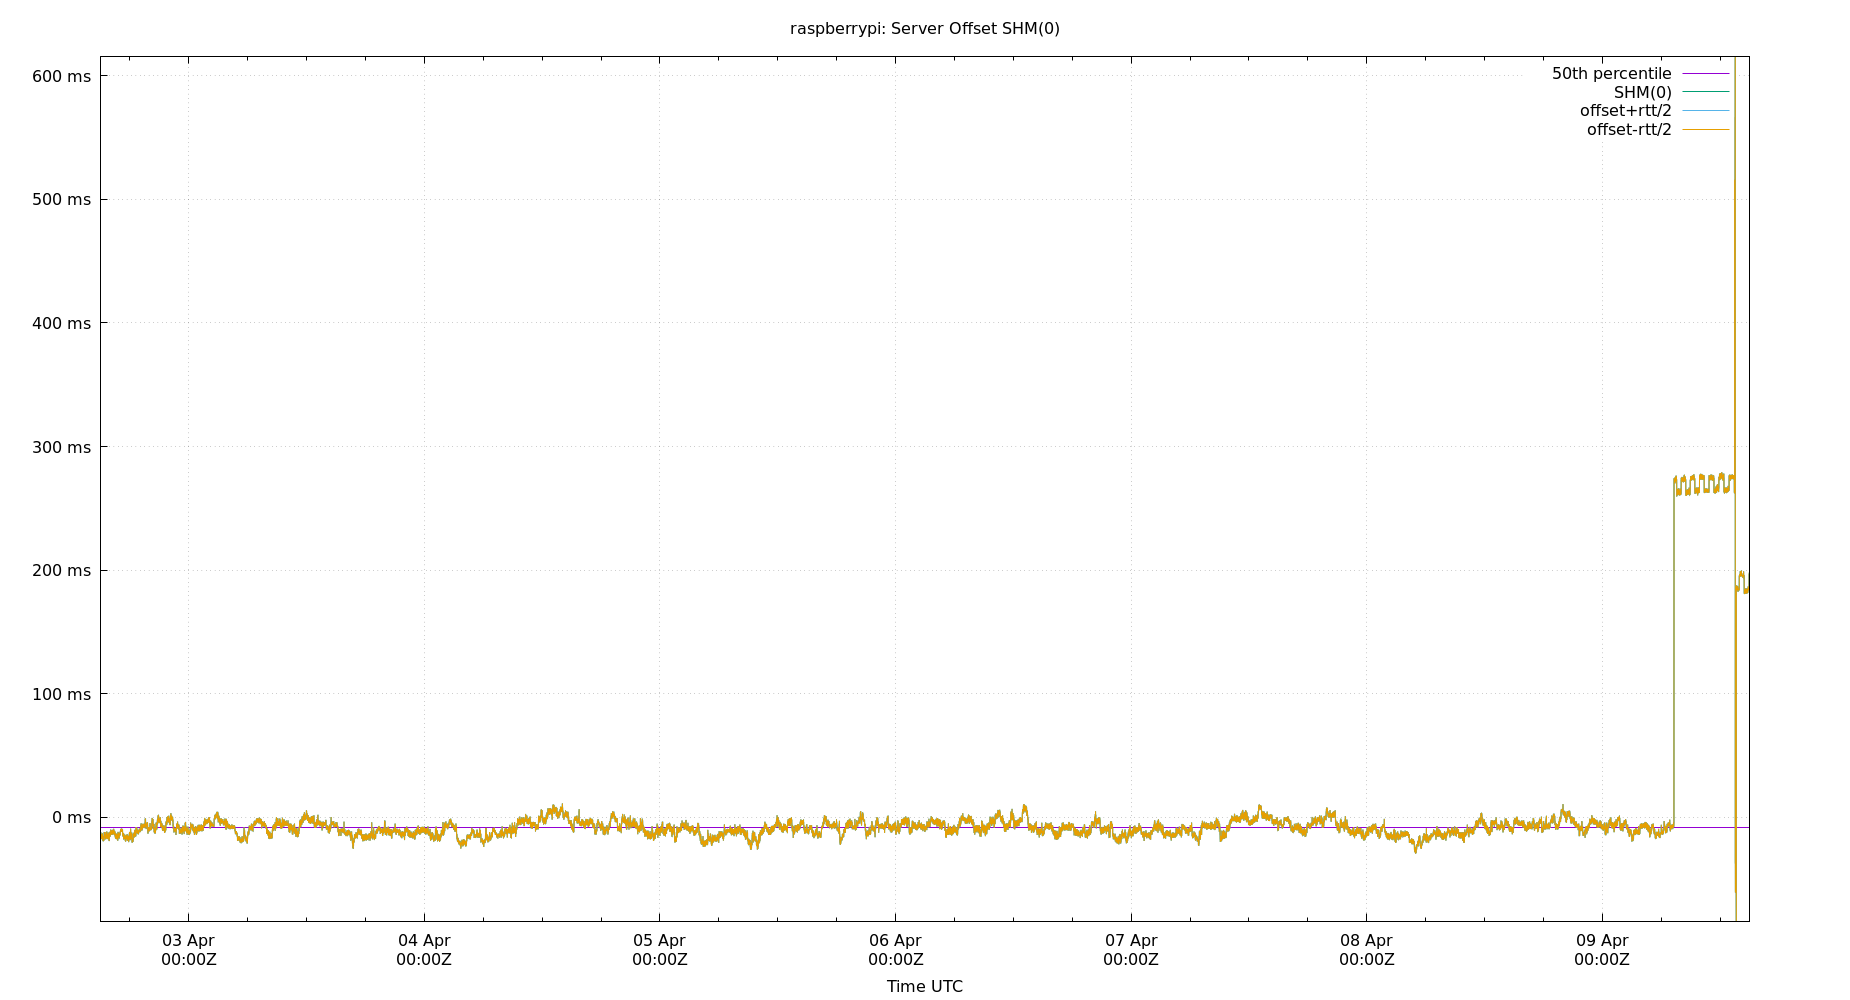 raspberrypi: Server Offset SHM(0)
600 ms
500 ms
400 ms
300 ms
200 ms
100 ms
0 ms
50th percentile
SHM(0)
offset+rtt/2
offset-rtt/2
03 Apr
00:00Z
04 Apr
00:00Z
05 Apr
00:00Z
06 Apr
00:00Z
07 Apr
00:00Z
08 Apr
00:00Z
09 Apr
00:00Z
Time UTC